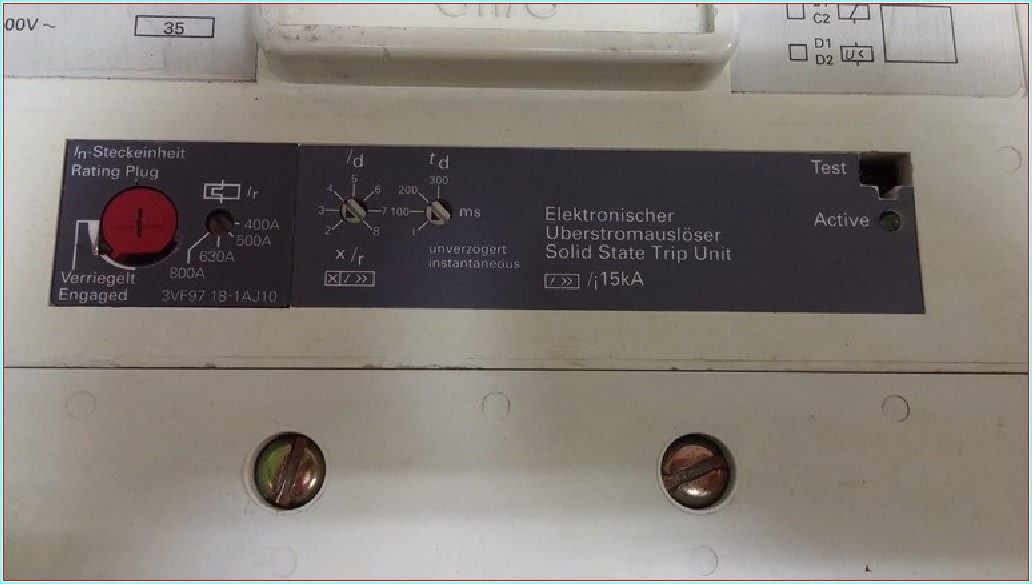 00V ~
35
C2
D1
D2
U<
In-Steckeinheit
Rating Plug
Ir
400A
500A
630A
800A
Verriegelt
Engaged
3VF97 18-1AJ10
Id
2
3
4
5
6
7
8
x Ir
td
300
200
100
ms
unverzögert
instantaneous
Elektronischer
Überstromauslöser
Solid State Trip Unit
Ii 15kA
Test
Active